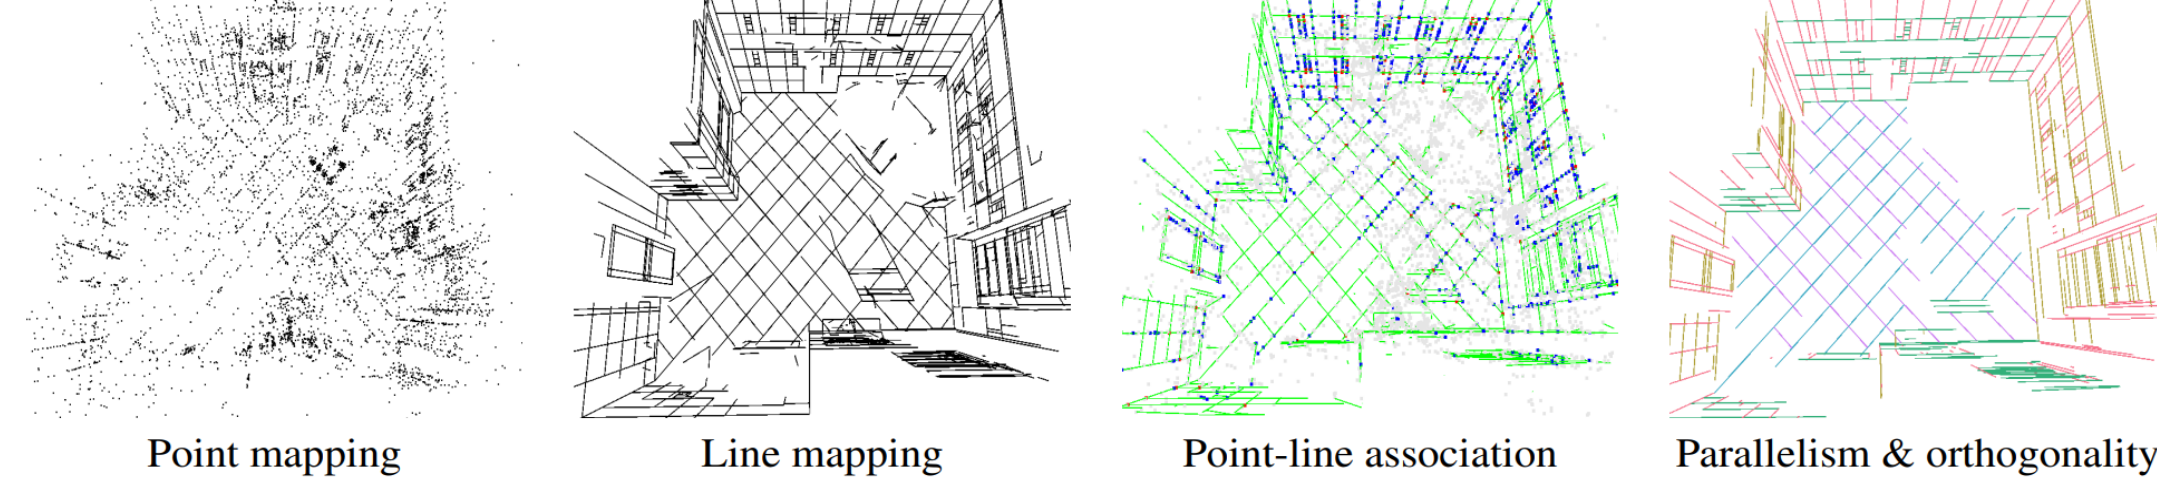 Point mapping
Line mapping
Point-line association
Parallelism & orthogonality